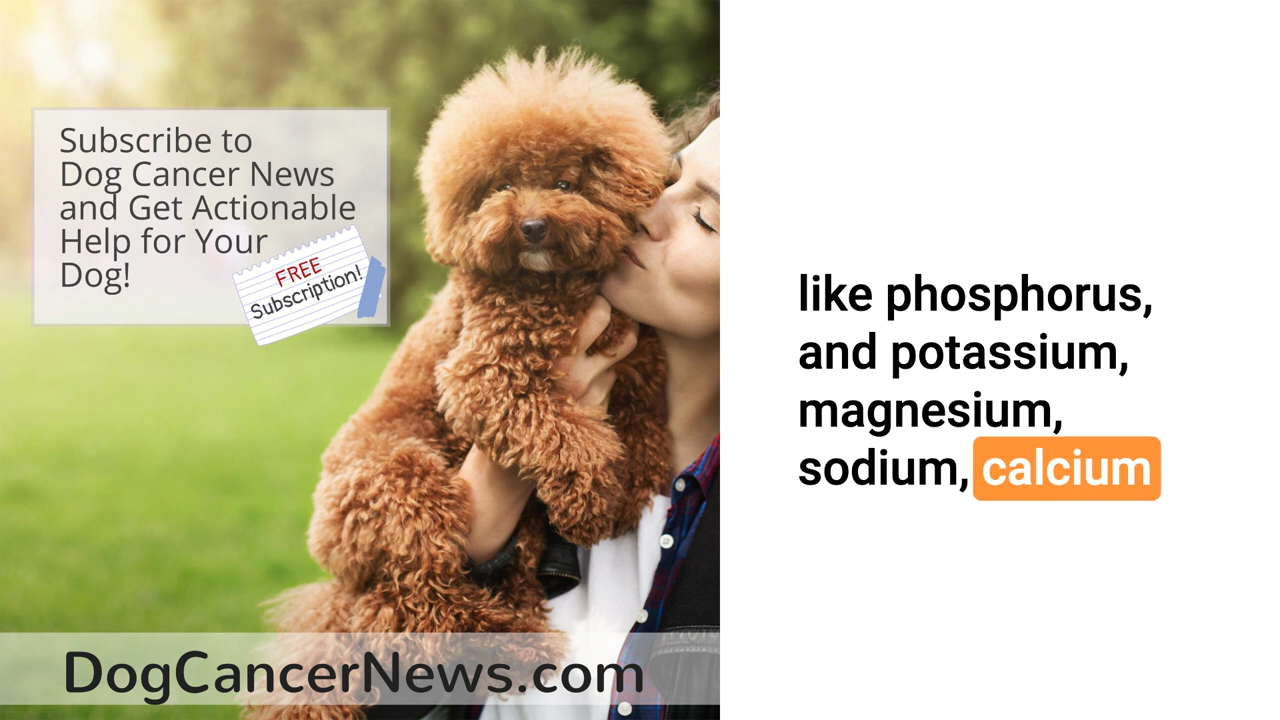 Subscribe to
Dog Cancer News
and Get Actionable
Help for Your
Dog!
FREE
Subscription!
DogCancerNews.com
like phosphorus,
and potassium,
magnesium,
sodium, calcium